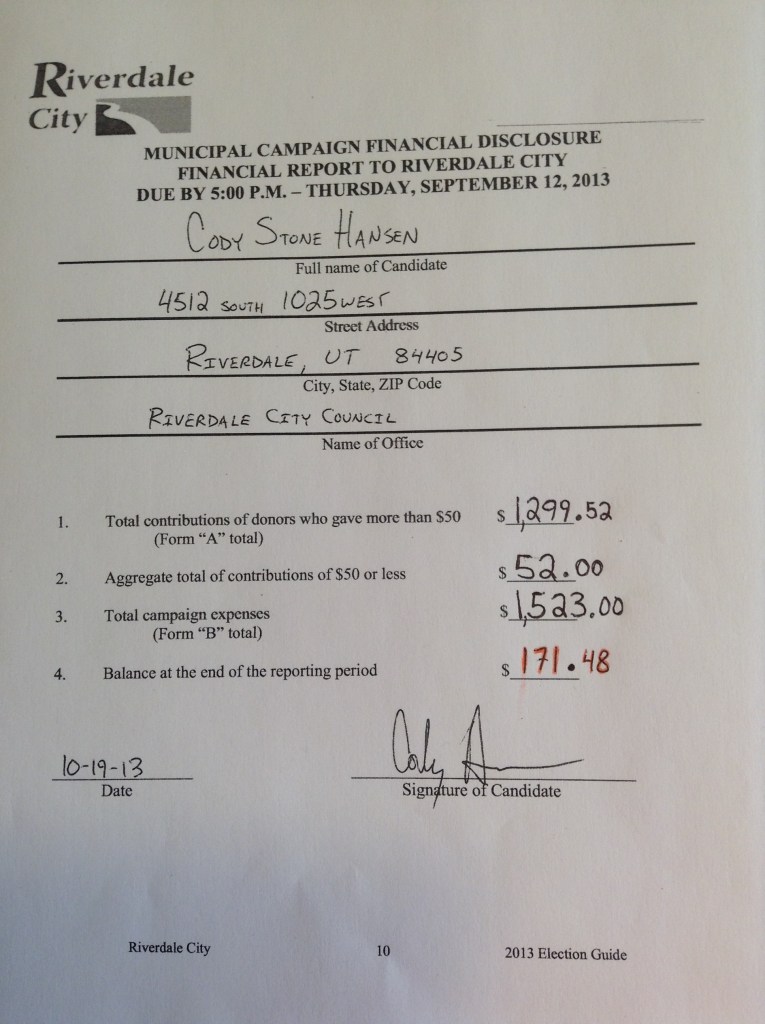 Riverdale
City
MUNICIPAL CAMPAIGN FINANCIAL DISCLOSURE
FINANCIAL REPORT TO RIVERDALE CITY
DUE BY 5:00 P.M. – THURSDAY, SEPTEMBER 12, 2013
CODY STONE HANSEN
Full name of Candidate
4512 SOUTH 1025 WEST
Street Address
RIVERDALE, UT 84405
City, State, ZIP Code
RIVERDALE CITY COUNCIL
Name of Office
1. Total contributions of donors who gave more than $50 $ 1,299.52
(Form “A” total)
2. Aggregate total of contributions of $50 or less $ 52.00
3. Total campaign expenses $ 1,523.00
(Form “B” total)
4. Balance at the end of the reporting period $ 171.48
10-19-13
Date
Signature of Candidate
Riverdale City 10 2013 Election Guide